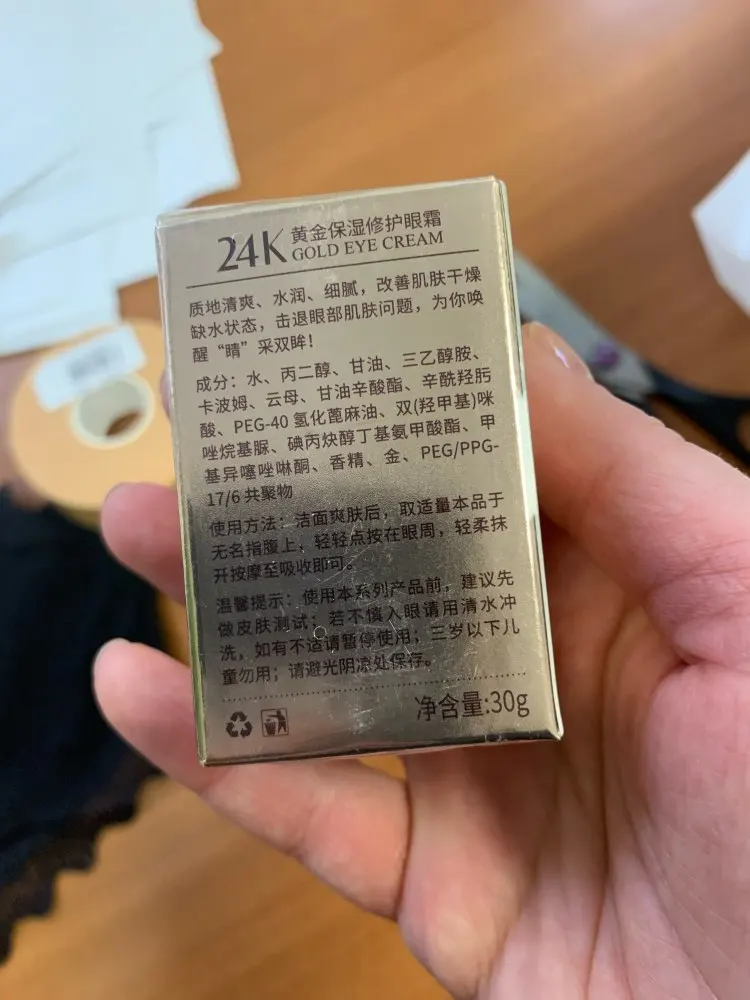 24K 黄金保湿修护眼霜
GOLD EYE CREAM
质地清爽、水润、细腻，改善肌肤干燥
缺水状态，击退眼部肌肤问题，为你唤
醒“睛”采双眸！
成分：水、丙二醇、甘油、三乙醇胺、
卡波姆、云母、甘油辛酸酯、辛酰羟肟
酸、PEG-40 氢化蓖麻油、双(羟甲基)咪
唑烷基脲、碘丙炔醇丁基氨甲酸酯、甲
基异噻唑啉酮、香精、金、PEG/PPG-
17/6 共聚物
使用方法：洁面爽肤后，取适量本品于
无名指腹上，轻轻点按在眼周，轻柔抹
开按摩至吸收即可。
温馨提示：使用本系列产品前，建议先
做皮肤测试；若不慎入眼请用清水冲
洗，如有不适请暂停使用；三岁以下儿
童勿用；请避光阴凉处保存。
净含量:30g